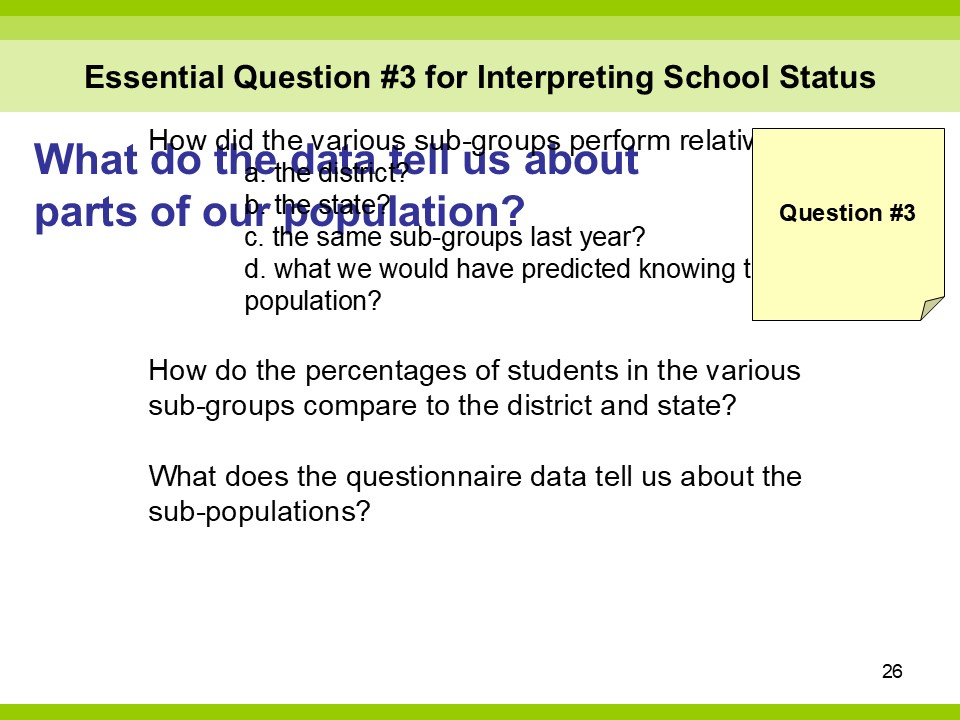 Essential Question #3 for Interpreting School Status
What do the data tell us about
parts of our population?
How did the various sub-groups perform
a. the district?
b. the state?
c. the same sub-groups last year?
d. what we would have predicted knowing
population?
Question #3
How do the percentages of students in the various
sub-groups compare to the district and state?
What does the questionnaire data tell us about the
sub-populations?
26